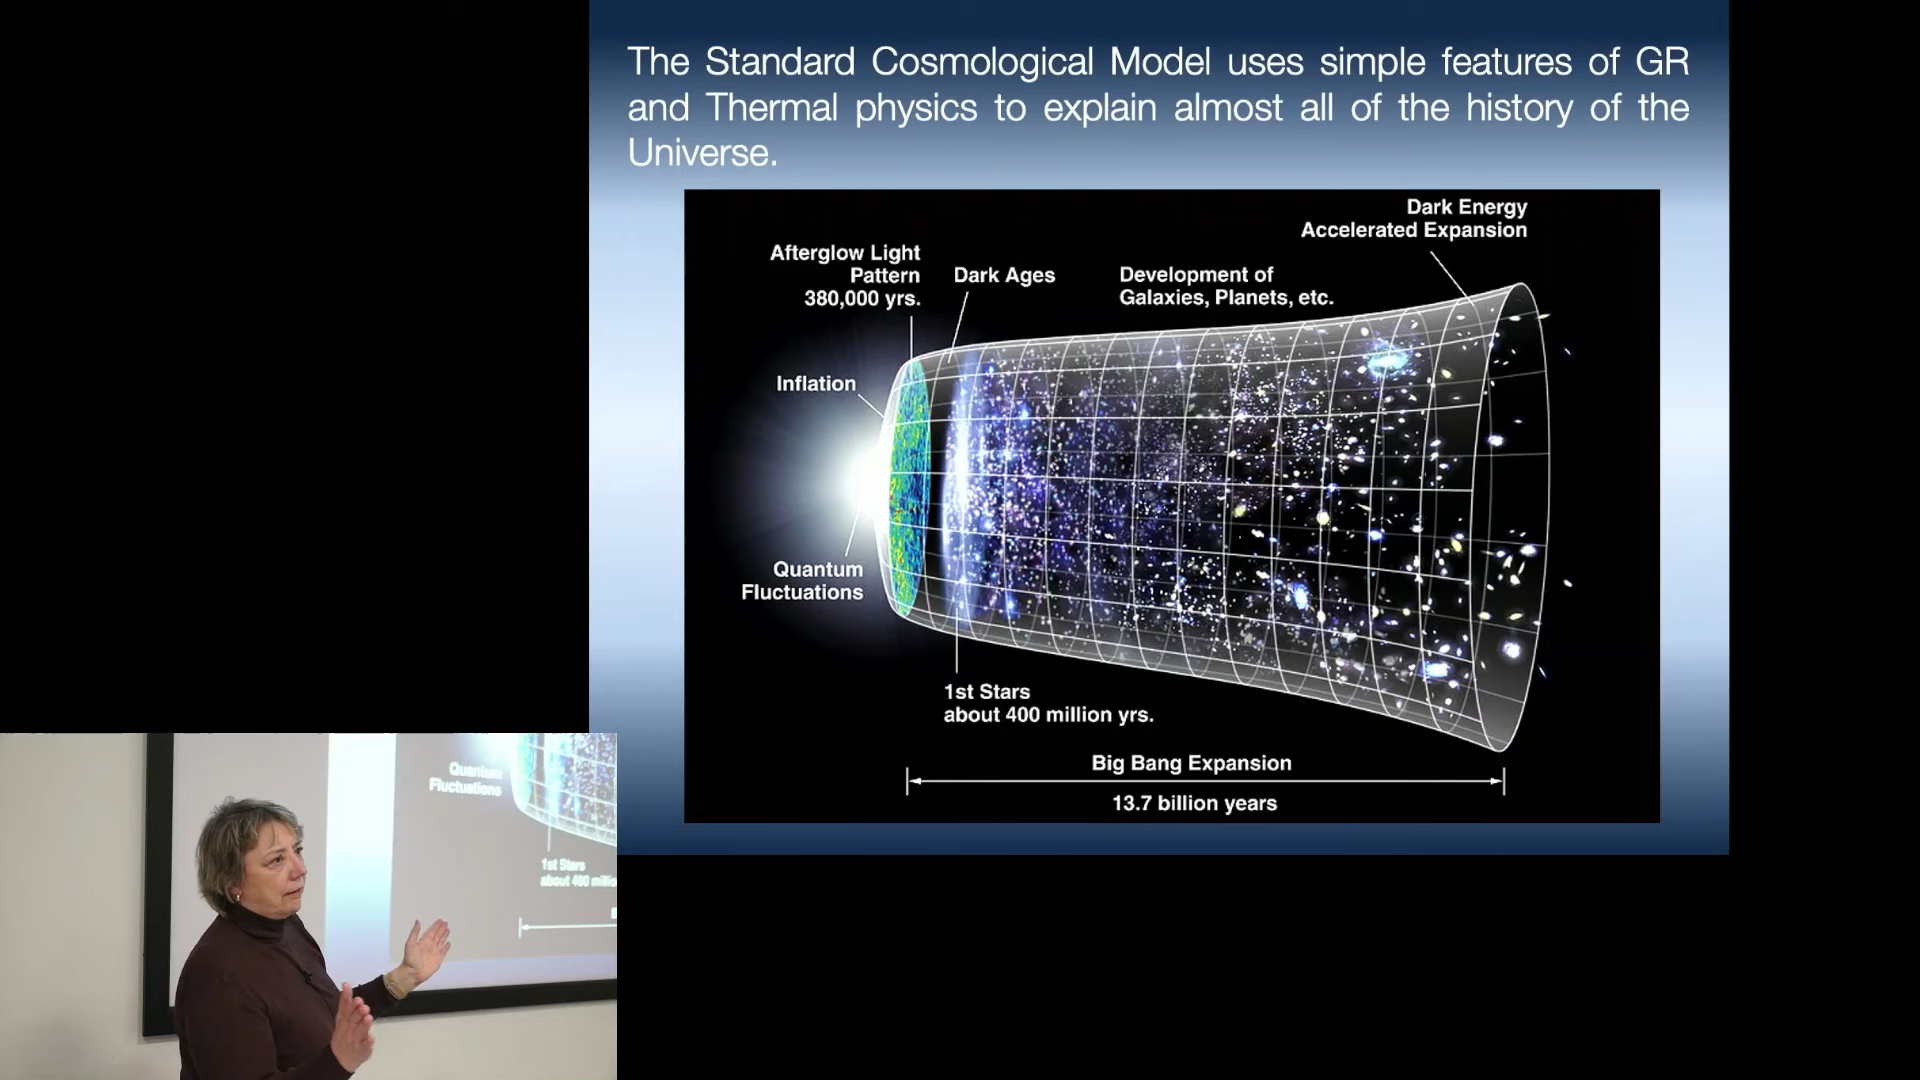 The Standard Cosmological Model uses simple features of GR
and Thermal physics to explain almost all of the history of the
Universe.
Dark Energy
Accelerated Expansion
Afterglow Light
Pattern
380,000 yrs.
Dark Ages
Development of
Galaxies, Planets, etc.
Inflation
Quantum
Fluctuations
1st Stars
about 400 million yrs.
Big Bang Expansion
13.7 billion years
Quantum
Fluctuations
1st Stars
about 400